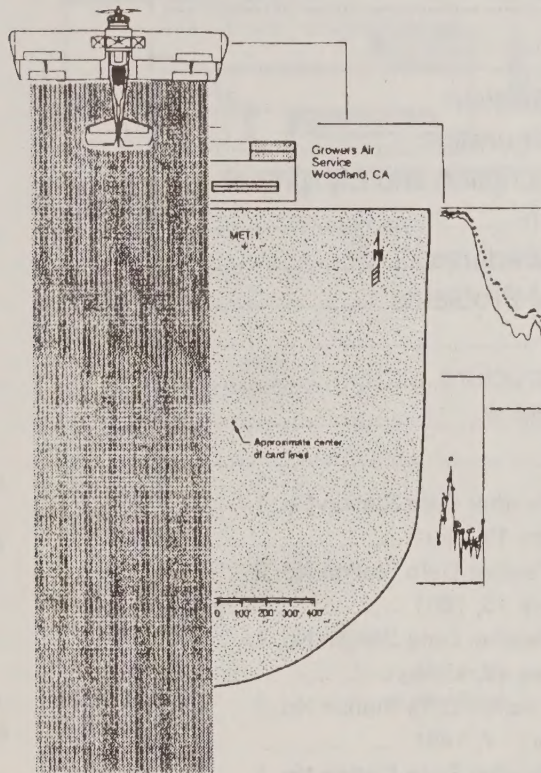 Growers Air
Service
Woodland, CA
MET 1
N
Approximate center
of card lines
0 100' 200' 300' 400'